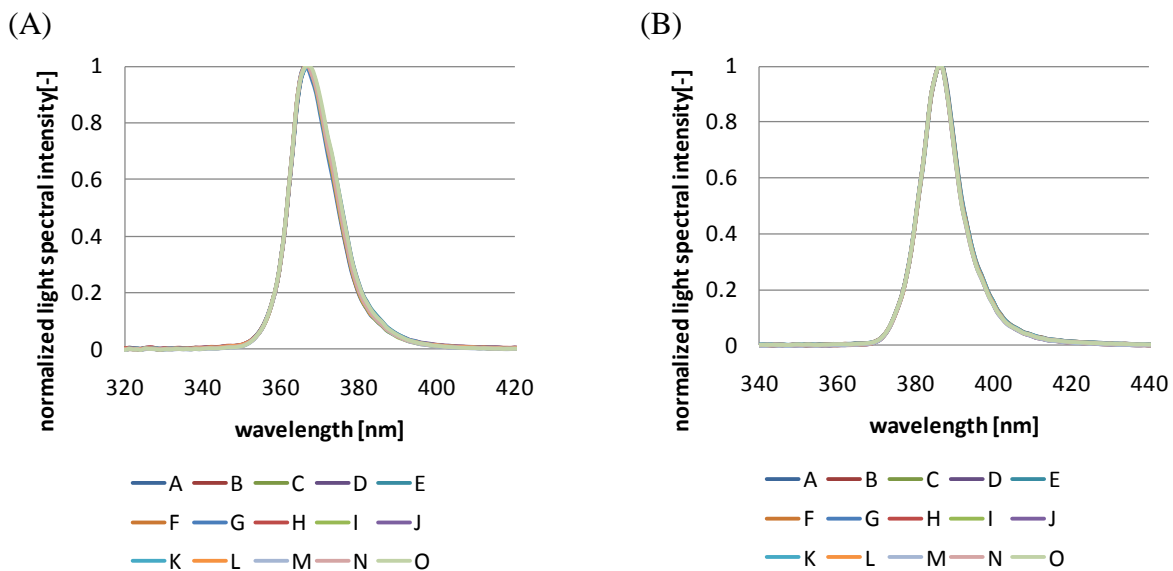 (A)
normalized light spectral intensity[-]
1
0.8
0.6
0.4
0.2
0
320 340 360 380 400 420
wavelength [nm]
A B C D E
F G H I J
K L M N O
(B)
normalized light spectral intensity[-]
1
0.8
0.6
0.4
0.2
0
340 360 380 400 420 440
wavelength [nm]
A B C D E
F G H I J
K L M N O